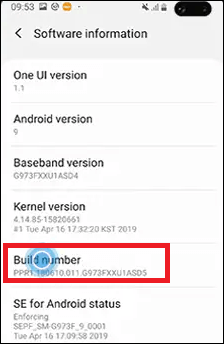 09:53
Software information
One UI version
1.1
Android version
9
Baseband version
G973FXXU1ASD4
Kernel version
4.14.85-15820661
#1 Tue Apr 16 17:32:20 KST 2019
Build number
PPR1.180610.011.G973FXXU1ASD5
SE for Android status
Enforcing
SEPF_SM-G973F_9_0001
Tue Apr 16 17:09:58 2019